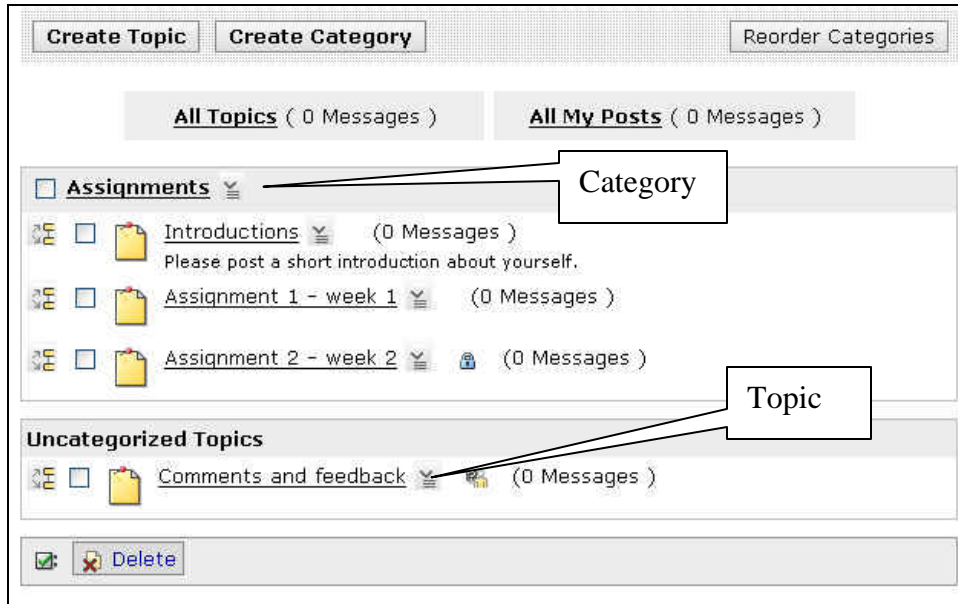 Create Topic Create Category Reorder Categories
All Topics ( 0 Messages ) All My Posts ( 0 Messages )
Assignments Category
Introductions (0 Messages )
Please post a short introduction about yourself.
Assignment 1 - week 1 (0 Messages )
Assignment 2 - week 2 (0 Messages )
Topic
Uncategorized Topics
Comments and feedback (0 Messages )
Delete